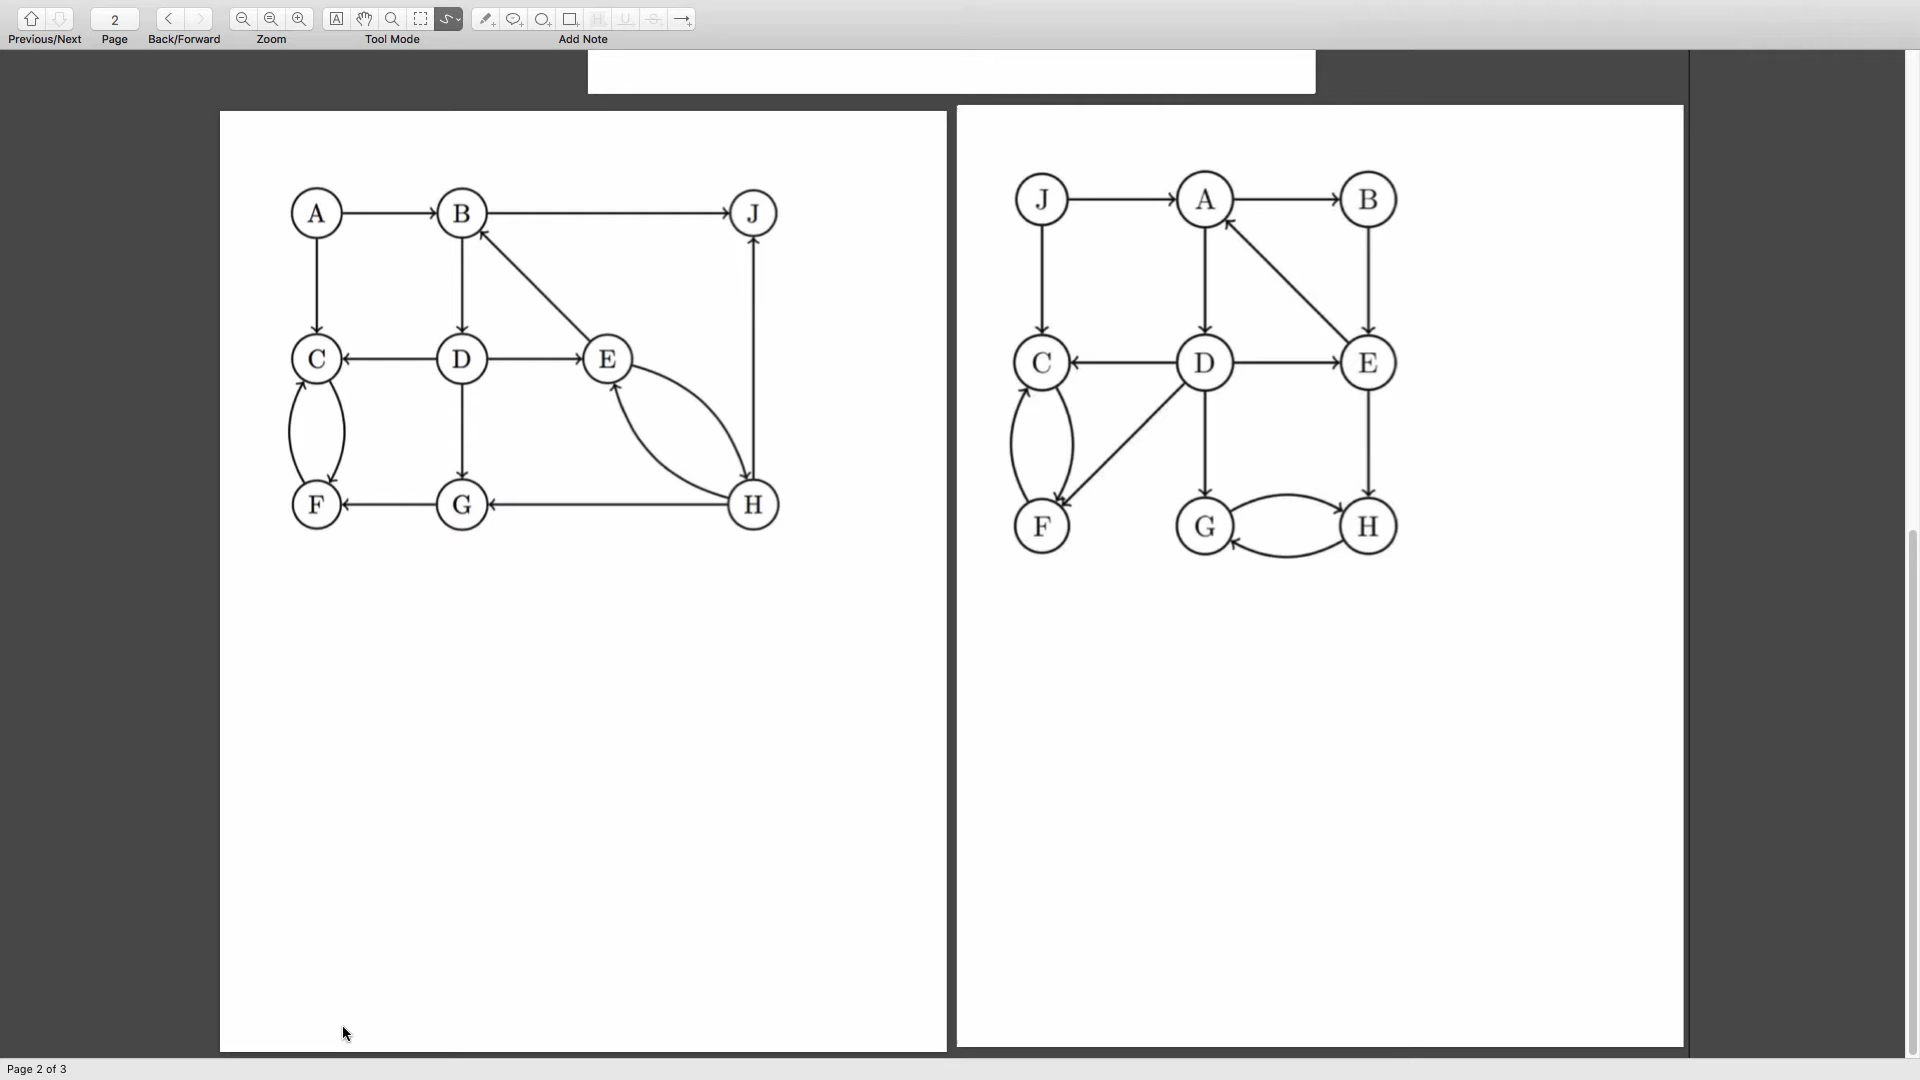 2
Previous/Next Page Back/Forward Zoom Tool Mode Add Note
A B J
C D E
F G H
J A B
C D E
F G H
Page 2 of 3